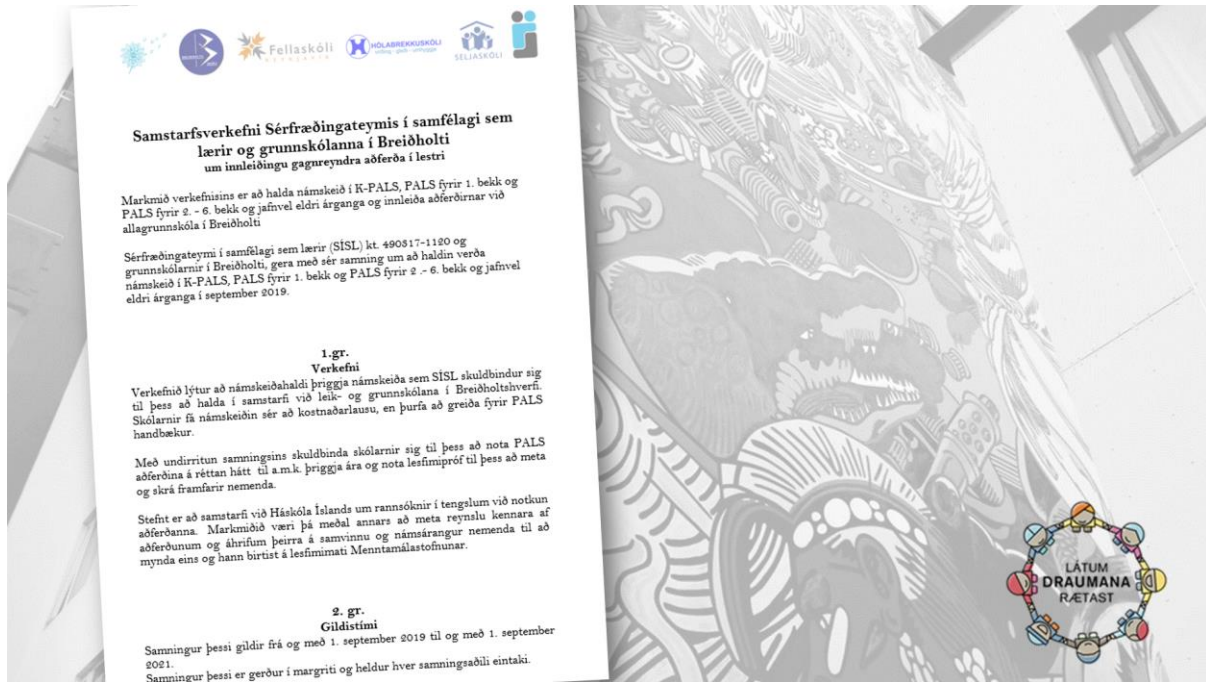 Fellaskóli
HÓLABREKKUSKÓLI
SELJASKÓLI
Samstarfsverkefni Sérfræðingateymis í samfélagi sem
lærir og grunnskólanna í Breiðholti
um innleiðingu gagnreyndra aðferða í lestri
Markmið verkefnisins er að halda námskeið í K-PALS, PALS fyrir 1. bekk og
PALS fyrir 2. - 6. bekk og jafnvel eldri árganga og innleiða aðferðirnar við
allagrunnskóla í Breiðholti
Sérfræðingateymi í samfélagi sem lærir (SÍSL) kt. 490317-1120 og
grunnskólarnir í Breiðholti, gera með sér samning um að haldin verða
námskeið í K-PALS, PALS fyrir 1. bekk og PALS fyrir 2 .- 6. bekk og jafnvel
eldri árganga í september 2019.
1.gr.
Verkefni
Verkefnið lýtur að námskeiðahaldi þriggja námskeiða sem SÍSL skuldbindur sig
til þess að halda í samstarfi við leik- og grunnskólana í Breiðholtshverfi.
Skólarnir fá námskeiðin sér að kostnaðarlausu, en þurfa að greiða fyrir PALS
handbækur.
Með undirritun samningsins skuldbinda skólarnir sig til þess að nota PALS
aðferðina á réttan hátt til a.m.k. þriggja ára og nota lesfimipróf til þess að meta
og skrá framfarir nemenda.
Stefnt er að samstarfi við Háskóla Íslands um rannsóknir í tengslum við notkun
aðferðanna. Markmiðið væri þá meðal annars að meta reynslu kennara af
aðferðunum og áhrifum þeirra á samvinnu og námsárangur nemenda til að
mynda eins og hann birtist á lesfimimati Menntamálastofnunar.
2. gr.
Gildistími
Samningur þessi gildir frá og með 1. september 2019 til og með 1. september
2021.
Samningur þessi er gerður í margriti og heldur hver samningsaðili eintaki.
LÁTUM
DRAUMANA
RÆTAST